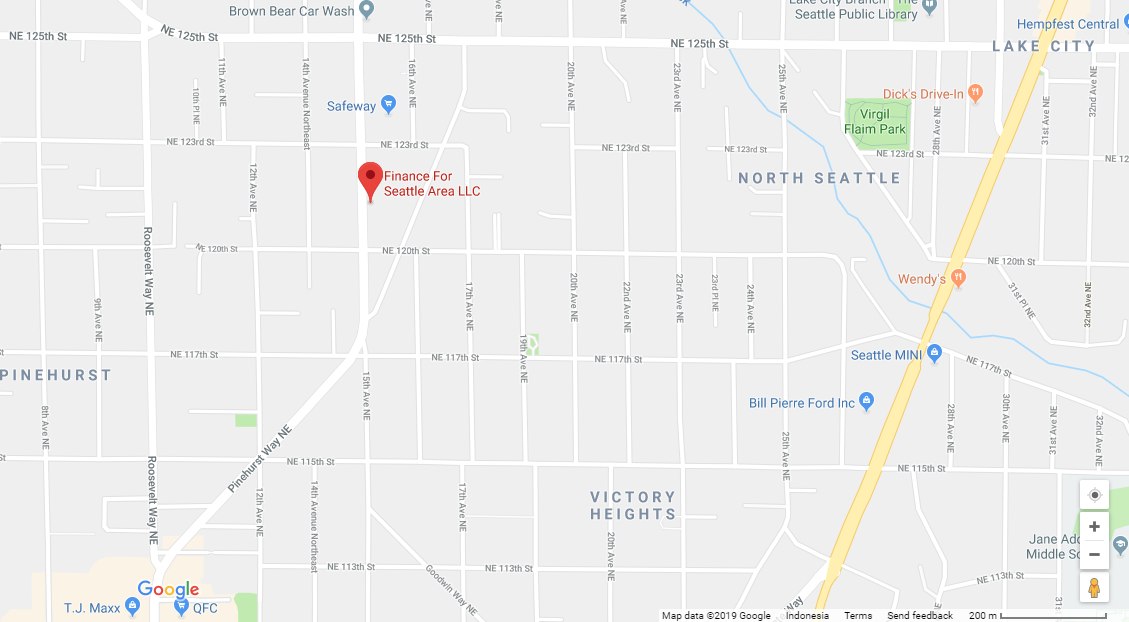 Brown Bear Car Wash
Lake City Branch - The
Seattle Public Library
Hempfest Central
NE 125th St
NE 125th St
NE 125th St
NE 125th St
LAKE CITY
11th Ave NE
14th Avenue Northeast
16th Ave NE
20th Ave NE
23rd Ave NE
25th Ave NE
10th Pl NE
Safeway
Dick's Drive-In
Virgil
Flaim Park
28th Ave NE
31st Ave NE
32nd Ave NE
NE 123rd St
NE 123rd St
NE 123rd St
NE 123rd St
NE 123rd St
NE 12
12th Ave NE
Finance For
Seattle Area LLC
NORTH SEATTLE
Roosevelt Way NE
NE 120th St
NE 120th St
NE 120th St
Wendy's
9th Ave NE
17th Ave NE
20th Ave NE
22nd Ave NE
23rd Ave NE
23rd Pl NE
24th Ave NE
31st Pl NE
32nd Ave NE
NE 117th St
NE 117th St
NE 117th St
19th Ave NE
Seattle MINI
NE 117th St
PINEHURST
15th Ave NE
Bill Pierre Ford Inc
8th Ave NE
Pinehurst Way NE
25th Ave NE
28th Ave NE
30th Ave NE
31st Ave NE
32nd Ave NE
St
St
NE 115th St
NE 115th St
Roosevelt Way NE
12th Ave NE
14th Avenue Northeast
17th Ave NE
VICTORY
HEIGHTS
20th Ave NE
Jane Add
Middle Sc
NE 113th St
NE 113th St
NE 113th St
Goodwin Way NE
31st
Way
T.J. Maxx
QFC
Google
Map data ©2019 Google
Indonesia
Terms
Send feedback
200 m